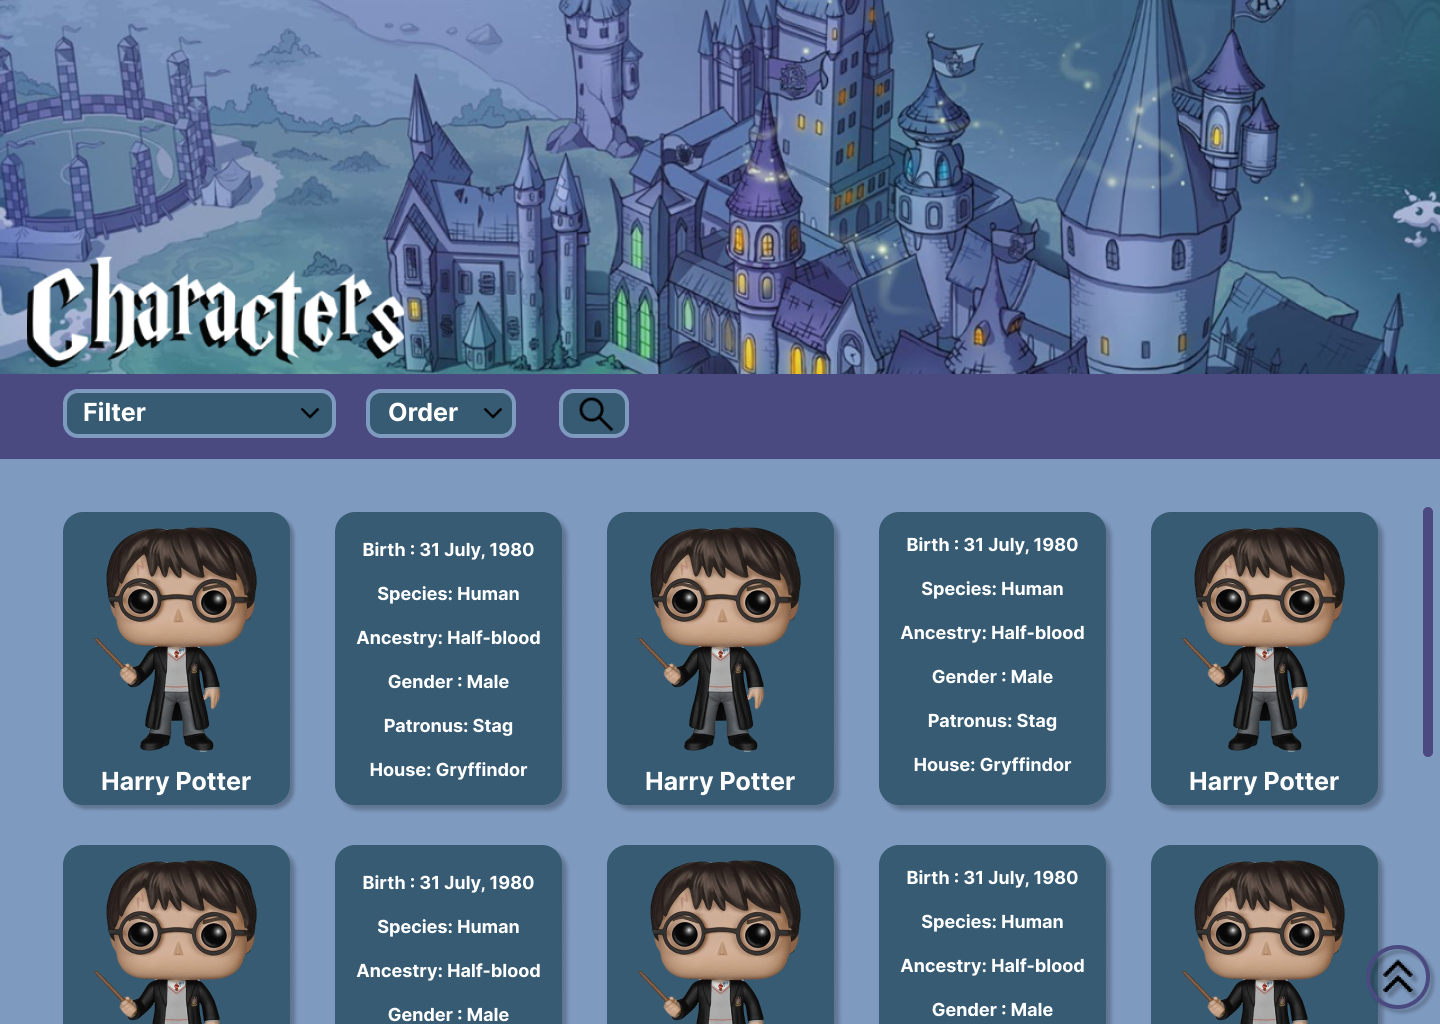 Characters
Filter
Order
Harry Potter
Birth : 31 July, 1980
Species: Human
Ancestry: Half-blood
Gender : Male
Patronus: Stag
House: Gryffindor
Harry Potter
Birth : 31 July, 1980
Species: Human
Ancestry: Half-blood
Gender : Male
Patronus: Stag
House: Gryffindor
Harry Potter
Birth : 31 July, 1980
Species: Human
Ancestry: Half-blood
Gender : Male
Birth : 31 July, 1980
Species: Human
Ancestry: Half-blood
Gender : Male